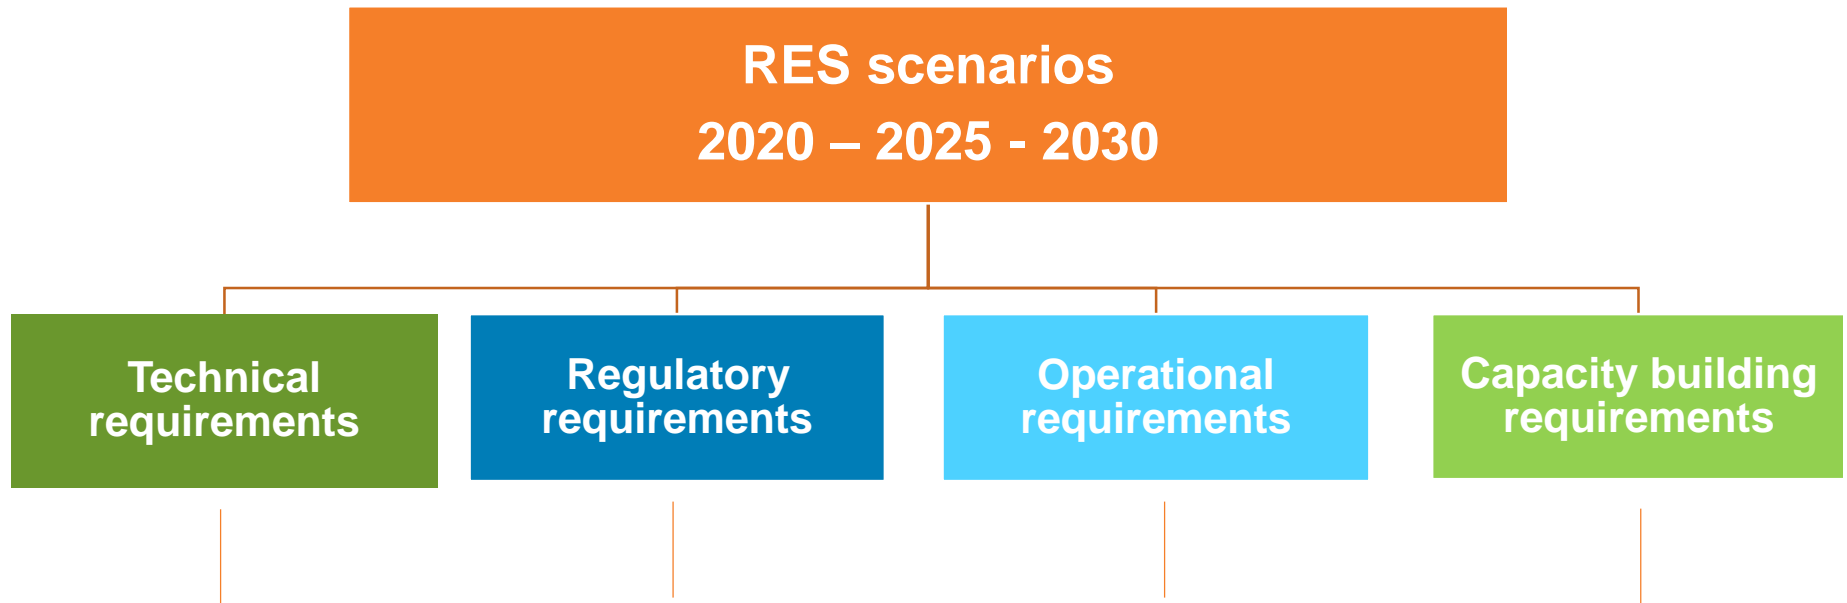 RES scenarios
2020 – 2025 - 2030
Technical
requirements
Regulatory
requirements
Operational
requirements
Capacity building
requirements